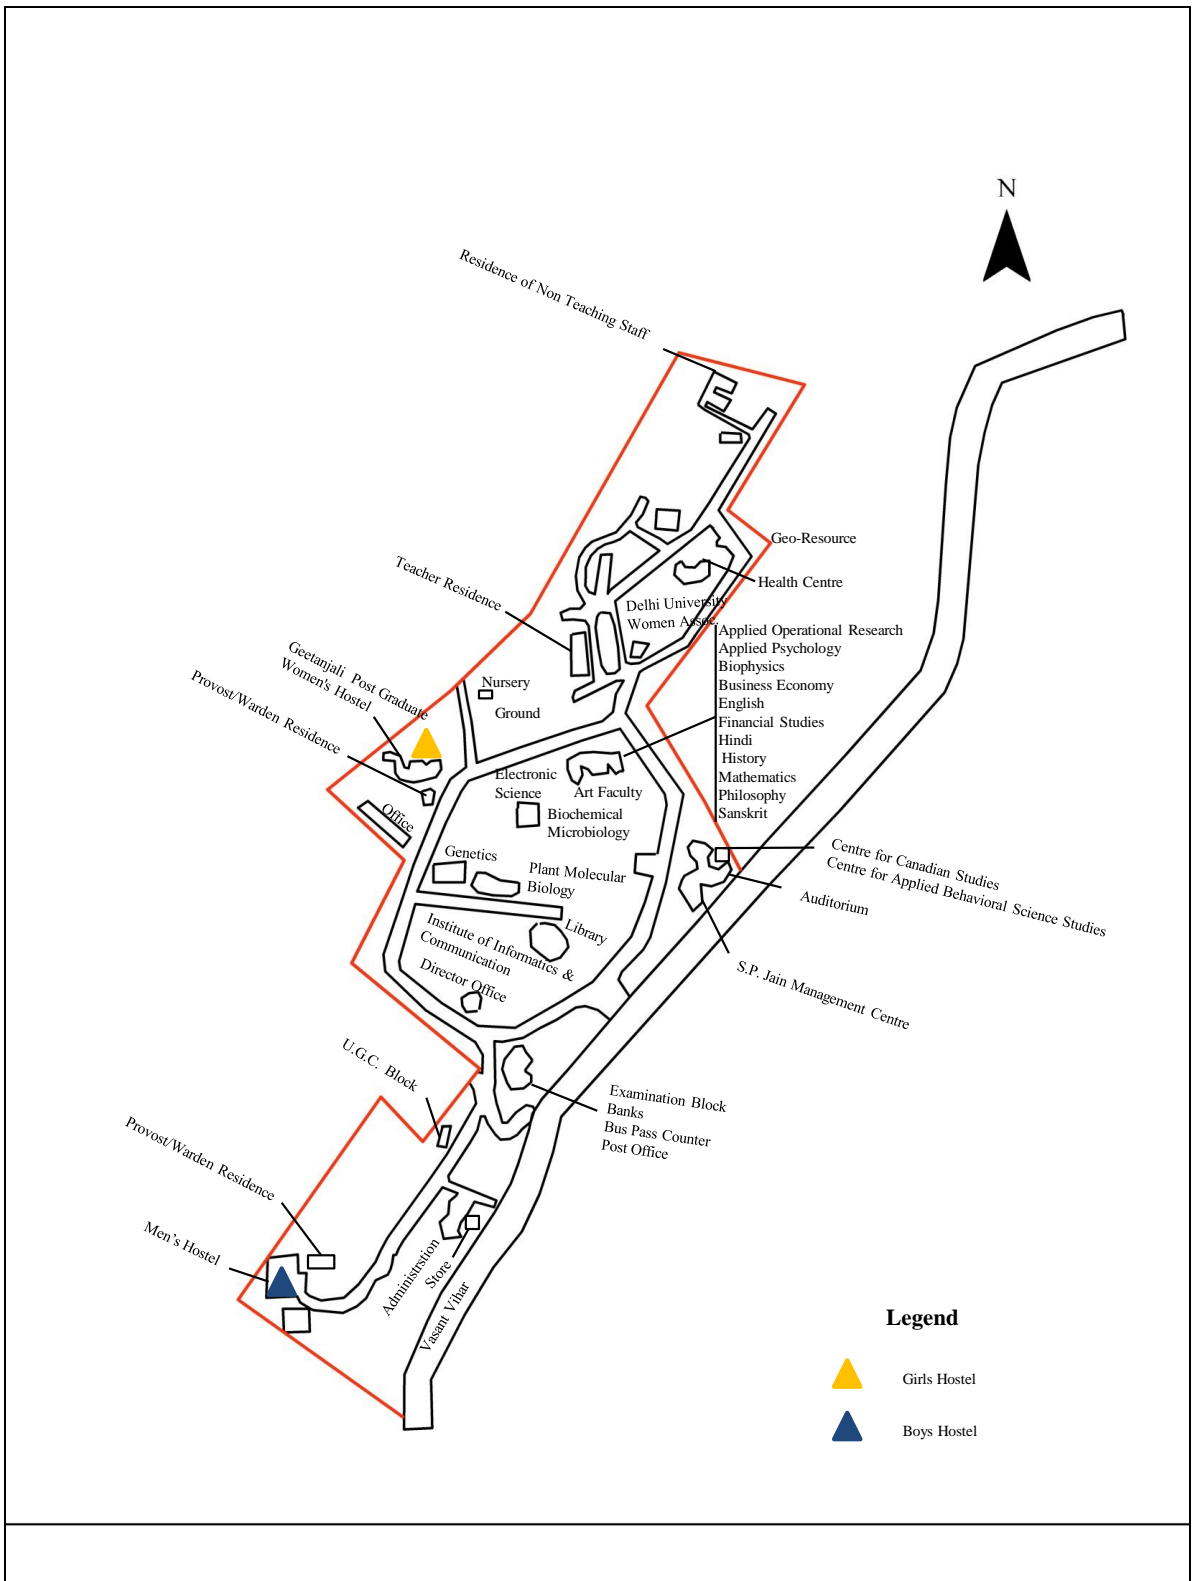 N
Residence of Non Teaching Staff
Geo-Resource
Teacher Residence
Health Centre
Delhi University
Women Assoc.
Applied Operational Research
Applied Psychology
Biophysics
Business Economy
English
Financial Studies
Hindi
History
Mathematics
Philosophy
Sanskrit
Geetanjali Post Graduate
Women's Hostel
Provost/Warden Residence
Nursery
Ground
Electronic
Science
Art Faculty
Office
Biochemical
Microbiology
Genetics
Plant Molecular
Biology
Centre for Canadian Studies
Centre for Applied Behavioral Science Studies
Auditorium
Library
Institute of Informatics &
Communication
Director Office
S.P. Jain Management Centre
U.G.C. Block
Examination Block
Banks
Bus Pass Counter
Post Office
Provost/Warden Residence
Men's Hostel
Administrstion
Store
Vasant Vihar
Legend
Girls Hostel
Boys Hostel